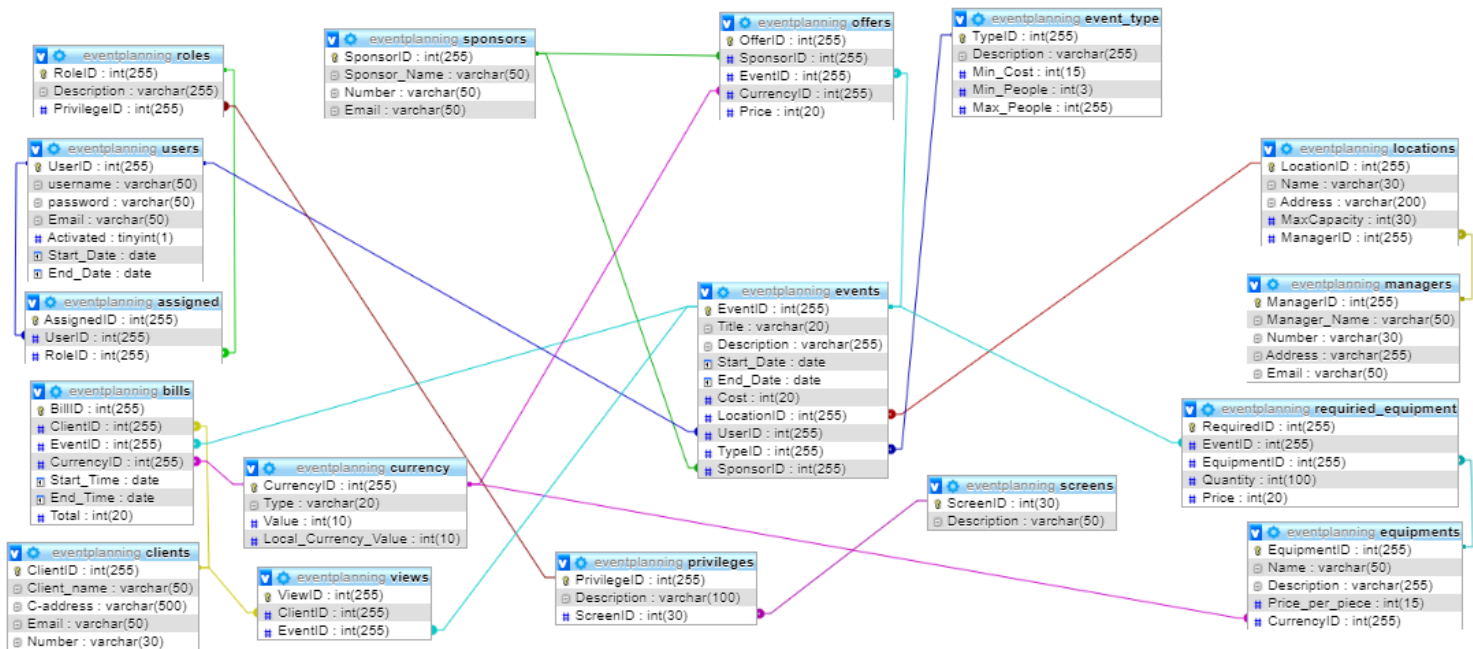 eventplanning roles
RoleID : int(255)
Description : varchar(255)
PrivilegeID : int(255)
eventplanning sponsors
SponsorID : int(255)
Sponsor_Name : varchar(50)
Number : varchar(50)
Email : varchar(50)
eventplanning offers
OfferID : int(255)
SponsorID : int(255)
EventID : int(255)
CurrencyID : int(255)
Price : int(20)
eventplanning event_type
TypeID : int(255)
Description : varchar(255)
Min_Cost : int(15)
Min_People : int(3)
Max_People : int(255)
eventplanning users
UserID : int(255)
username : varchar(50)
password : varchar(50)
Email : varchar(50)
Activated : tinyint(1)
Start_Date : date
End_Date : date
eventplanning locations
LocationID : int(255)
Name : varchar(30)
Address : varchar(200)
MaxCapacity : int(30)
ManagerID : int(255)
eventplanning assigned
AssignedID : int(255)
UserID : int(255)
RoleID : int(255)
eventplanning events
EventID : int(255)
Title : varchar(20)
Description : varchar(255)
Start_Date : date
End_Date : date
Cost : int(20)
LocationID : int(255)
UserID : int(255)
TypeID : int(255)
SponsorID : int(255)
eventplanning managers
ManagerID : int(255)
Manager_Name : varchar(50)
Number : varchar(30)
Address : varchar(255)
Email : varchar(50)
eventplanning bills
BillID : int(255)
ClientID : int(255)
EventID : int(255)
CurrencyID : int(255)
Start_Time : date
End_Time : date
Total : int(20)
eventplanning requiried_equipment
RequiredID : int(255)
EventID : int(255)
EquipmentID : int(255)
Quantity : int(100)
Price : int(20)
eventplanning currency
CurrencyID : int(255)
Type : varchar(20)
Value : int(10)
Local_Currency_Value : int(10)
eventplanning screens
ScreenID : int(30)
Description : varchar(50)
eventplanning clients
ClientID : int(255)
Client_name : varchar(50)
C-address : varchar(500)
Email : varchar(50)
Number : varchar(30)
eventplanning views
ViewID : int(255)
ClientID : int(255)
EventID : int(255)
eventplanning privileges
PrivilegeID : int(255)
Description : varchar(100)
ScreenID : int(30)
eventplanning equipments
EquipmentID : int(255)
Name : varchar(50)
Description : varchar(255)
Price_per_piece : int(15)
CurrencyID : int(255)